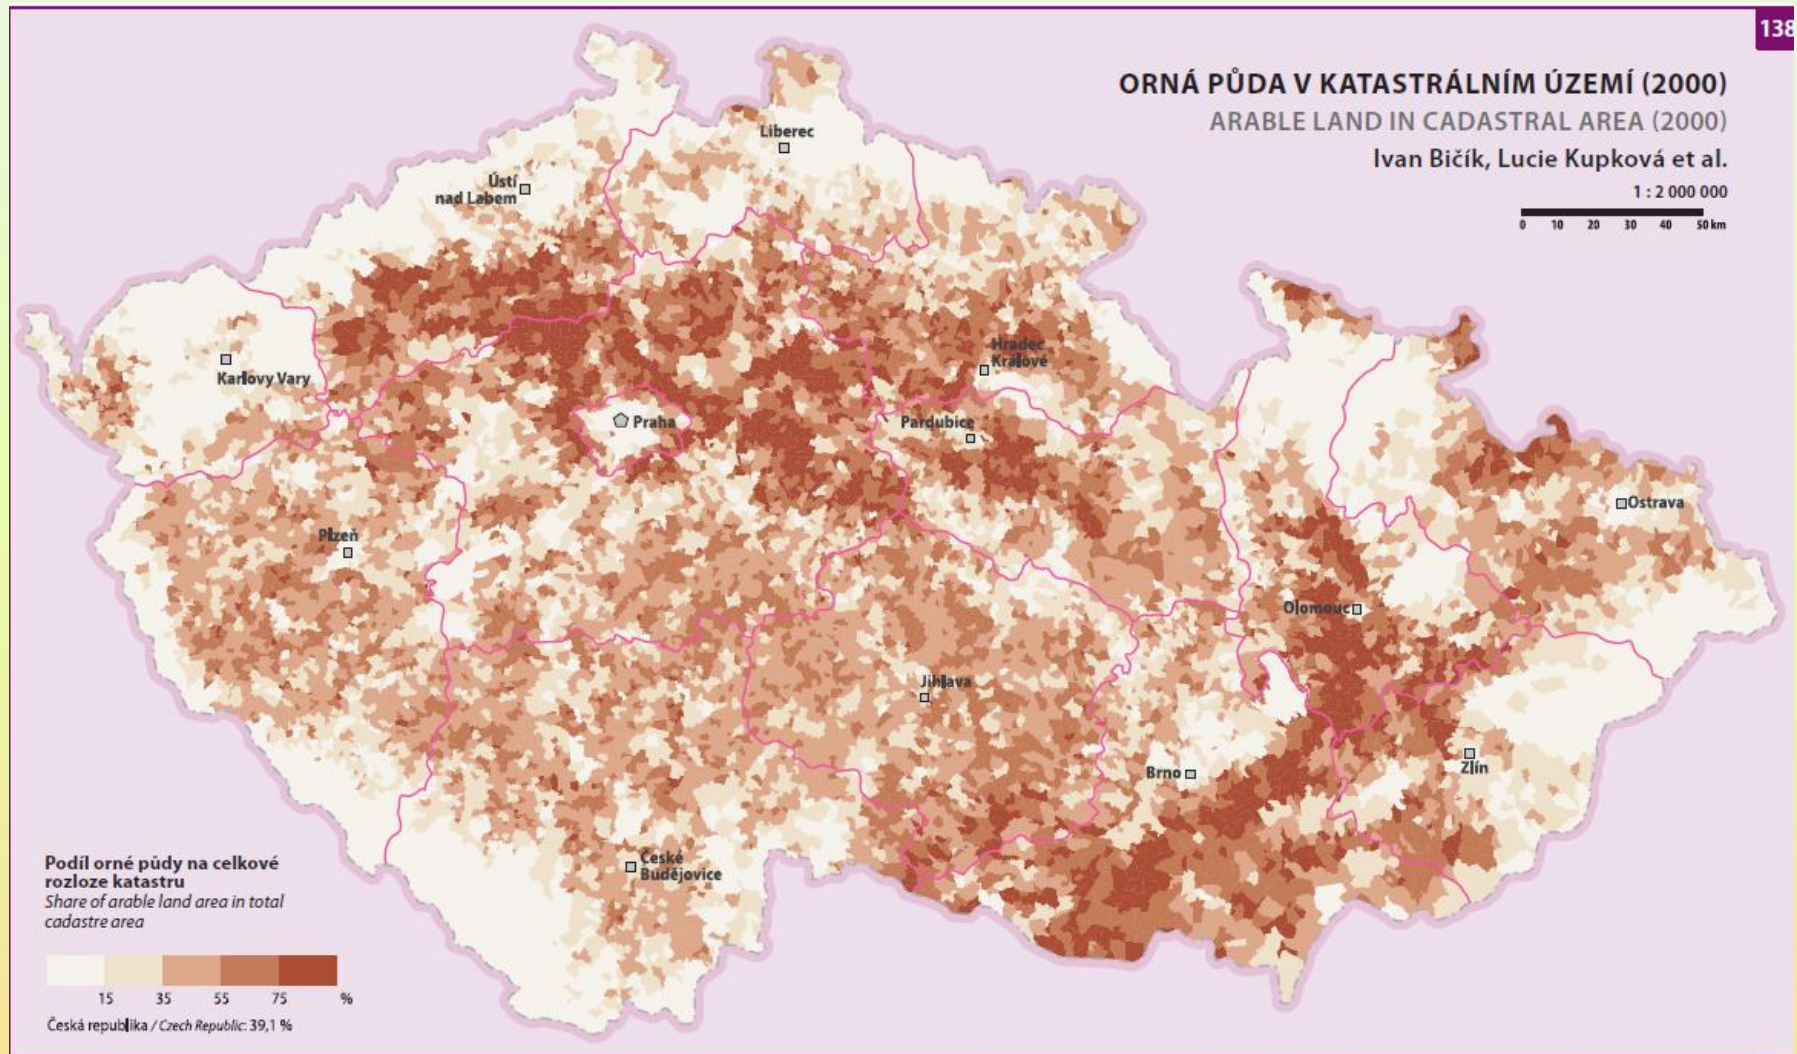 138
ORNÁ PŮDA V KATASTRÁLNÍM ÚZEMÍ (2000)
ARABLE LAND IN CADASTRAL AREA (2000)
Ivan Bičík, Lucie Kupková et al.
1 : 2 000 000
0 10 20 30 40 50 km
Liberec
Ústí
nad Labem
Karlovy Vary
Hradec
Králové
Praha
Pardubice
Ostrava
Plzeň
Olomouc
Jihlava
Brno
Zlín
České
Budějovice
Podíl orné půdy na celkové
rozloze katastru
Share of arable land area in total
cadastre area
15 35 55 75 %
Česká republika / Czech Republic: 39,1 %